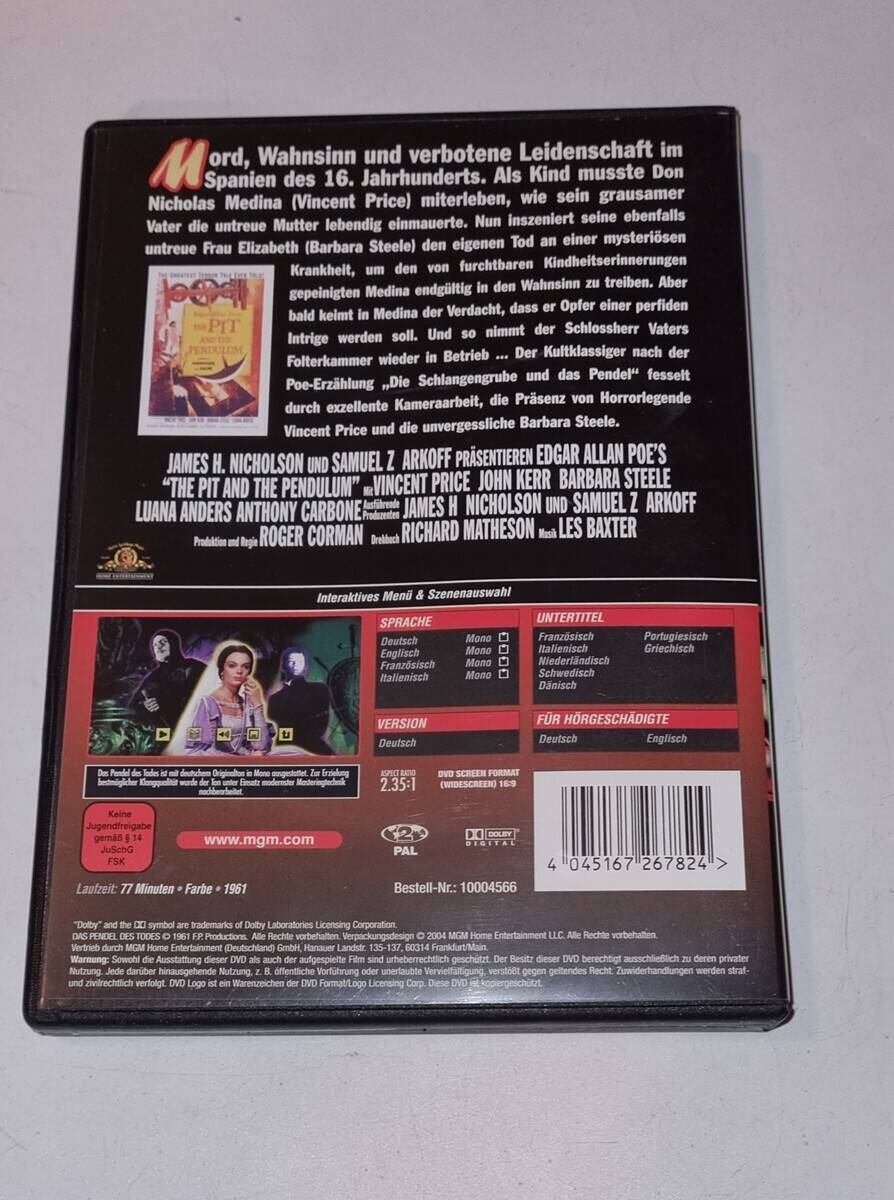 Mord, Wahnsinn und verbotene Leidenschaft im
Spanien des 16. Jahrhunderts. Als Kind musste Don
Nicholas Medina (Vincent Price) miterleben, wie sein grausamer
Vater die untreue Mutter lebendig einmauerte. Nun inszeniert seine ebenfalls
untreue Frau Elizabeth (Barbara Steele) den eigenen Tod an einer mysteriösen
Krankheit, um den von furchtbaren Kindheitserinnerungen
gepeinigten Medina endgültig in den Wahnsinn zu treiben. Aber
bald keimt in Medina der Verdacht, dass er Opfer einer perfiden
Intrige werden soll. Und so nimmt der Schlossherr Vaters
Folterkammer wieder in Betrieb ... Der Kultklassiger nach der
Poe-Erzählung „Die Schlangengrube und das Pendel" fesselt
durch exzellente Kameraarbeit, die Präsenz von Horrorlegende
Vincent Price und die unvergessliche Barbara Steele.
THE GREATEST TERROR TALE EVER TOLD!
POE'S
Edgar Allan Poe's
THE PIT
AND THE
PENDULUM
JAMES H. NICHOLSON UND SAMUEL Z ARKOFF PRÄSENTIEREN EDGAR ALLAN POE'S
"THE PIT AND THE PENDULUM" Mit VINCENT PRICE JOHN KERR BARBARA STEELE
LUANA ANDERS ANTHONY CARBONE Ausführende Produzenten JAMES H NICHOLSON UND SAMUEL Z ARKOFF
Produktion und Regie ROGER CORMAN Drehbuch RICHARD MATHESON Musik LES BAXTER
HOME ENTERTAINMENT
Interaktives Menü & Szenenauswahl
SPRACHE
Deutsch Mono
Englisch Mono
Französisch Mono
Italienisch Mono
UNTERTITEL
Französisch Portugiesisch
Italienisch Griechisch
Niederländisch
Schwedisch
Dänisch
VERSION
Deutsch
FÜR HÖRGESCHÄDIGTE
Deutsch Englisch
Das Pendel des Todes ist mit deutschem Originalton in Mono ausgestattet. Zur Erzielung
bestmöglicher Klangqualität wurde der Ton unter Einsatz modernster Masteringtechnik
nachbearbeitet.
ASPECT RATIO
2.35:1
DVD SCREEN FORMAT
(WIDESCREEN) 16:9
Keine
Jugendfreigabe
gemäß § 14
JuSchG
FSK
www.mgm.com
2
PAL
DOLBY
DIGITAL
4 045167 267824 >
Laufzeit: 77 Minuten • Farbe • 1961
Bestell-Nr.: 10004566
"Dolby" and the DD symbol are trademarks of Dolby Laboratories Licensing Corporation.
DAS PENDEL DES TODES © 1961 F.P. Productions. Alle Rechte vorbehalten. Verpackungsdesign © 2004 MGM Home Entertainment LLC. Alle Rechte vorbehalten.
Vertrieb durch MGM Home Entertainment (Deutschland) GmbH, Hanauer Landstr. 135-137, 60314 Frankfurt/Main.
Warnung: Sowohl die Ausstattung dieser DVD als auch der aufgespielte Film sind urheberrechtlich geschützt. Der Besitz dieser DVD berechtigt ausschließlich zu deren privater
Nutzung. Jede darüber hinausgehende Nutzung, z. B. öffentliche Vorführung oder unerlaubte Vervielfältigung, verstößt gegen geltendes Recht. Zuwiderhandlungen werden straf-
und zivilrechtlich verfolgt. DVD Logo ist ein Warenzeichen der DVD Format/Logo Licensing Corp. Diese DVD ist kopiergeschützt.